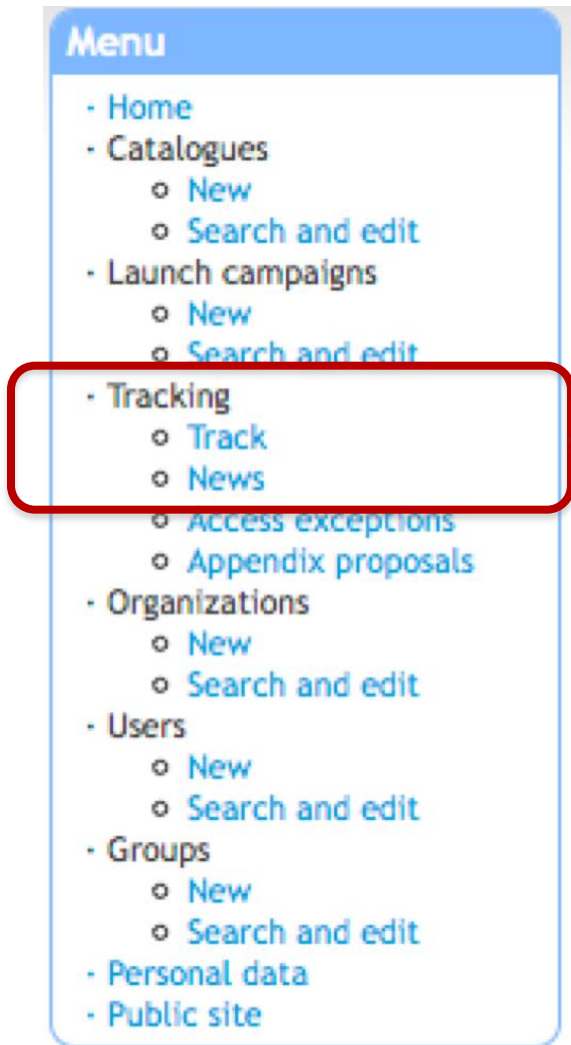 Menu
· Home
· Catalogues
o New
o Search and edit
· Launch campaigns
o New
o Search and edit
· Tracking
o Track
o News
o Access exceptions
o Appendix proposals
· Organizations
o New
o Search and edit
· Users
o New
o Search and edit
· Groups
o New
o Search and edit
· Personal data
· Public site